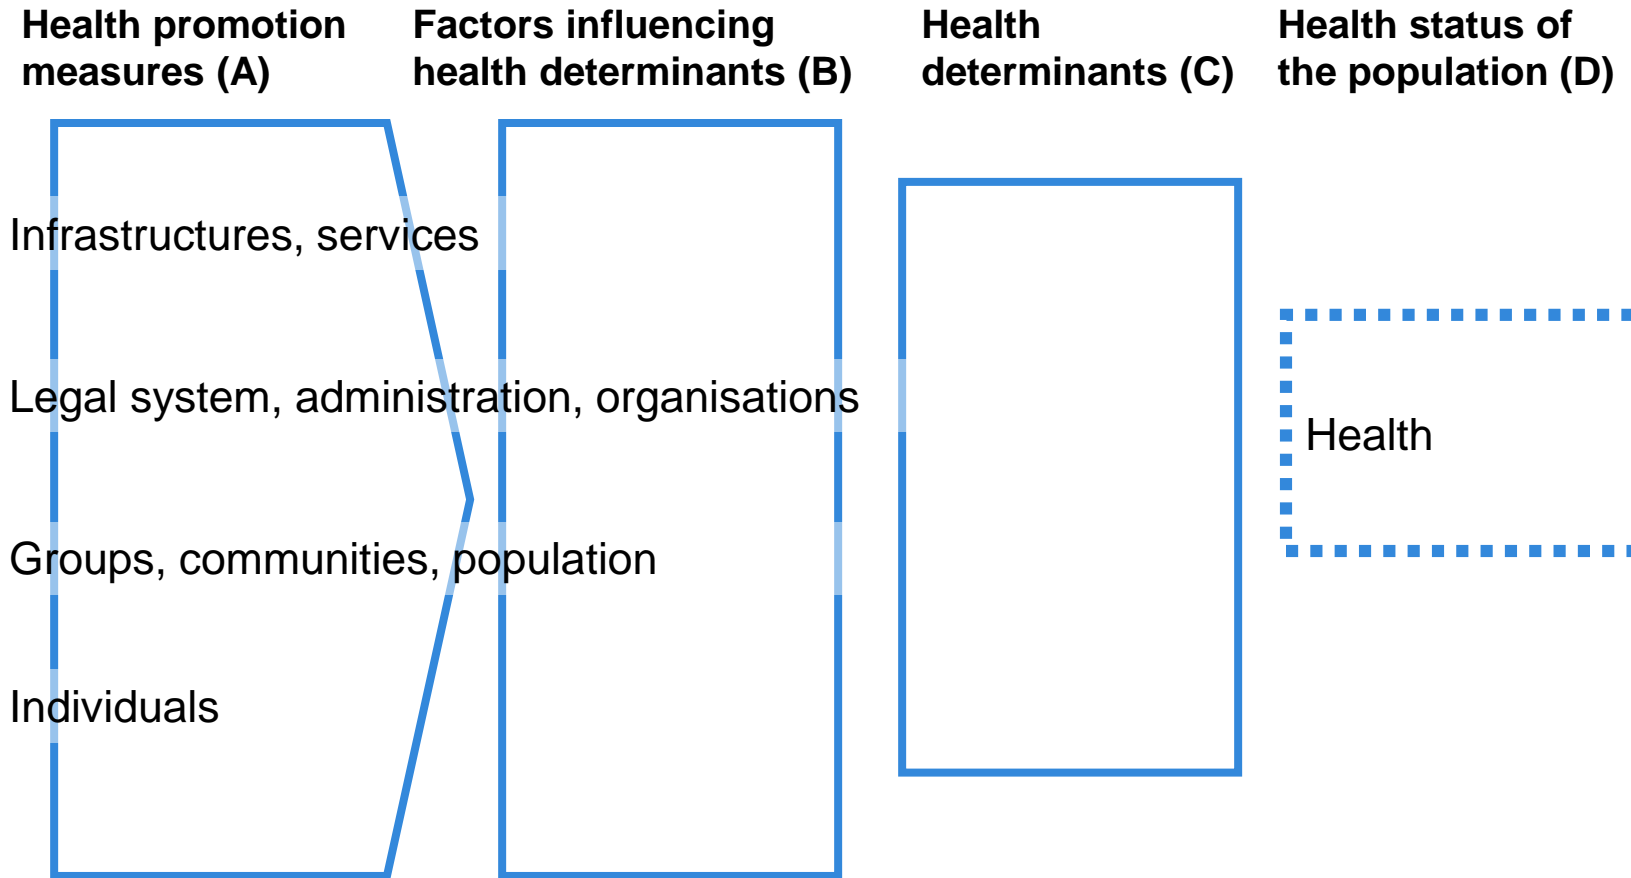 Health promotion
measures (A)
Factors influencing
health determinants (B)
Health
determinants (C)
Health status of
the population (D)
Infrastructures, services
Legal system, administration, organisations
Health
Groups, communities, population
Individuals